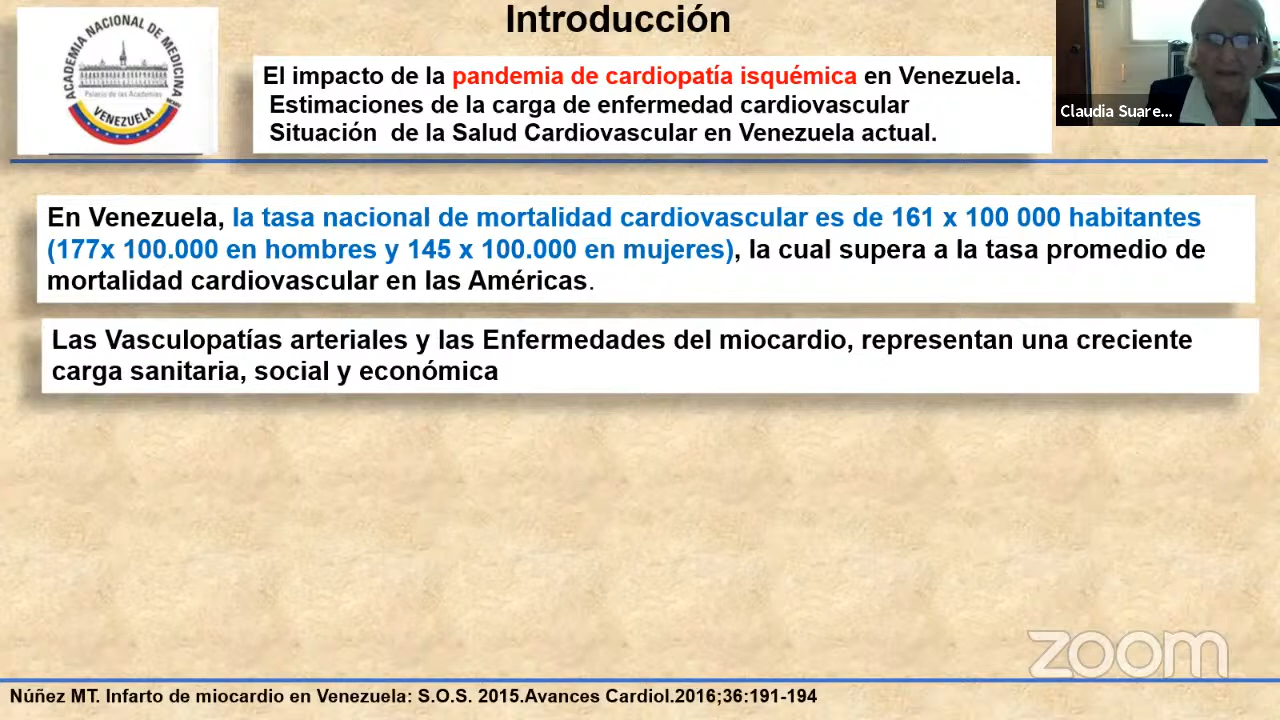 Introducción
ACADEMIA NACIONAL DE MEDICINA
Palacio de las Academias
VENEZUELA
El impacto de la pandemia de cardiopatía isquémica en Venezuela.
Estimaciones de la carga de enfermedad cardiovascular
Situación de la Salud Cardiovascular en Venezuela actual.
Claudia Suare...
En Venezuela, la tasa nacional de mortalidad cardiovascular es de 161 x 100 000 habitantes
(177x 100.000 en hombres y 145 x 100.000 en mujeres), la cual supera a la tasa promedio de
mortalidad cardiovascular en las Américas.
Las Vasculopatías arteriales y las Enfermedades del miocardio, representan una creciente
carga sanitaria, social y económica
zoom
Núñez MT. Infarto de miocardio en Venezuela: S.O.S. 2015.Avances Cardiol.2016;36:191-194